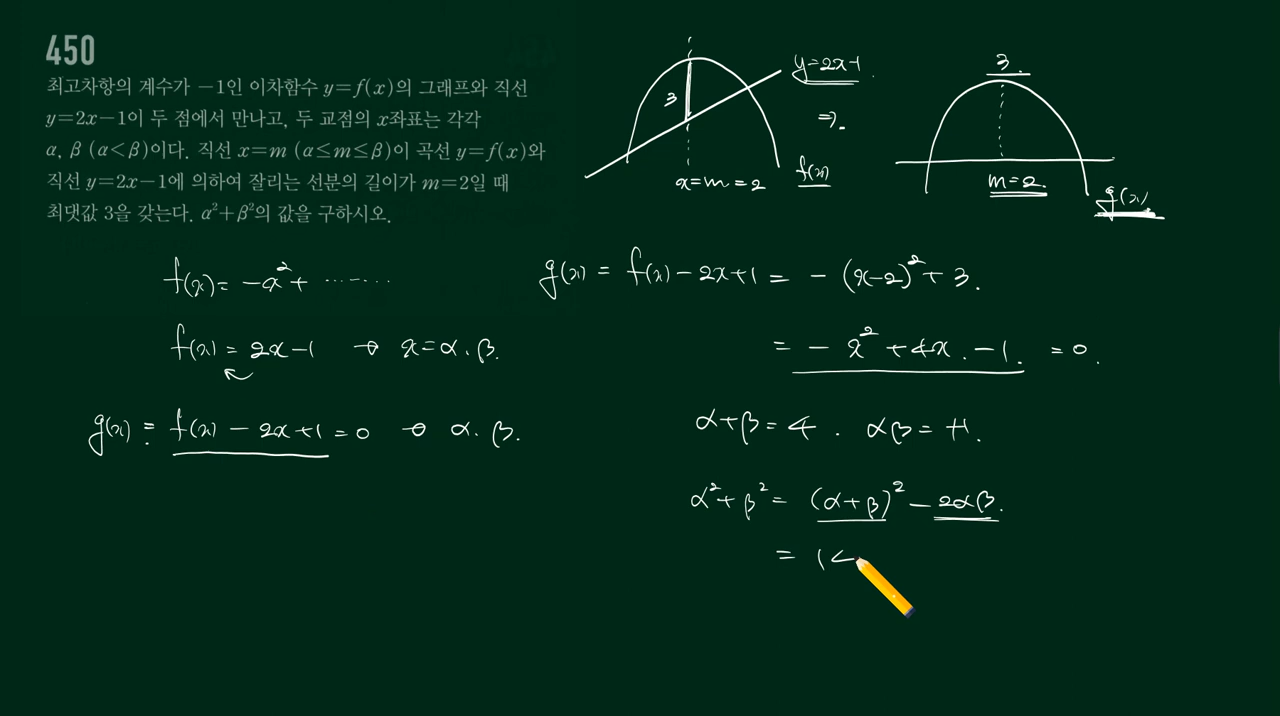 450
최고차항의 계수가 −1인 이차함수 y=f(x)의 그래프와 직선
y=2x−1이 두 점에서 만나고, 두 교점의 x좌표는 각각
α, β (α<β)이다. 직선 x=m (α≤m≤β)이 곡선 y=f(x)와
직선 y=2x−1에 의하여 잘리는 선분의 길이가 m=2일 때
최댓값 3을 갖는다. α²+β²의 값을 구하시오.
y=2x-1
3
⇒.
x=m=2
f(x)
3.
m=2.
g(x)
f(x)= -x²+ ........
f(x) = 2x-1 → x=α.β.
g(x) = f(x) - 2x+1 =0 → α.β.
g(x) = f(x) - 2x+1 = -(x-2)² + 3.
= - x² + 4x. -1. =0.
α+β=4. αβ= +1.
α²+β² = (α+β)² - 2αβ.
= 1